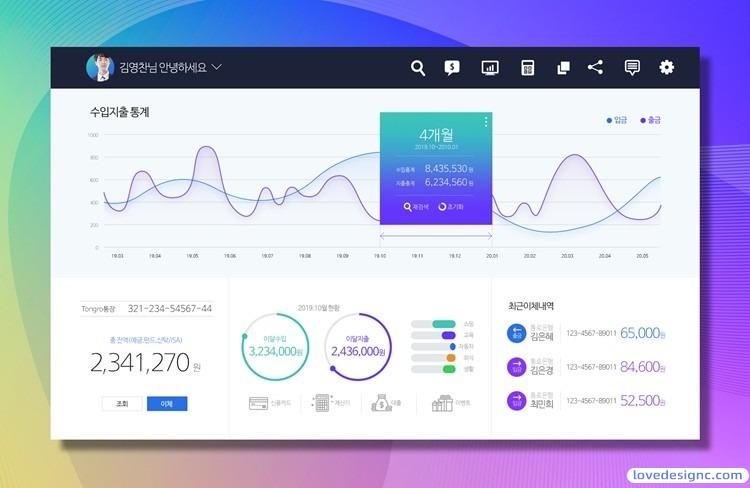 김영찬님 안녕하세요
수입지출 통계
입금 출금
1000
800
600
400
200
0
19.03 19.04 19.05 19.06 19.07 19.08 19.09 19.10 19.11 19.12 20.01 20.02 20.03 20.04 20.05
4개월
2019.10~2010.01
수입총계 8,435,530 원
지출총계 6,234,560 원
재검색 초기화
Tongro통장 321-234-54567-44
총 잔액(예금,펀드,신탁/ISA)
2,341,270 원
조회 이체
2019.10월 현황
이달수입
3,234,000원
이달지출
2,436,000원
쇼핑
교육
자동차
외식
생활
신용카드 계산기 대출 이벤트
최근이체내역
출금 통로은행 김은혜 123-4567-89011 65,000원
입금 통로은행 김은경 123-4567-89011 84,600원
입금 통로은행 최민희 123-4567-89011 52,500원
lovedesignc.com